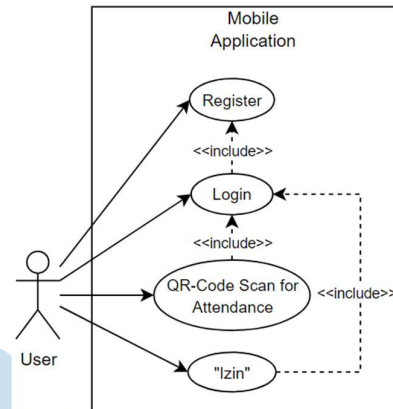 Mobile
Application
Register
<<include>>
Login
<<include>>
QR-Code Scan for
Attendance
<<include>>
User
"Izin"